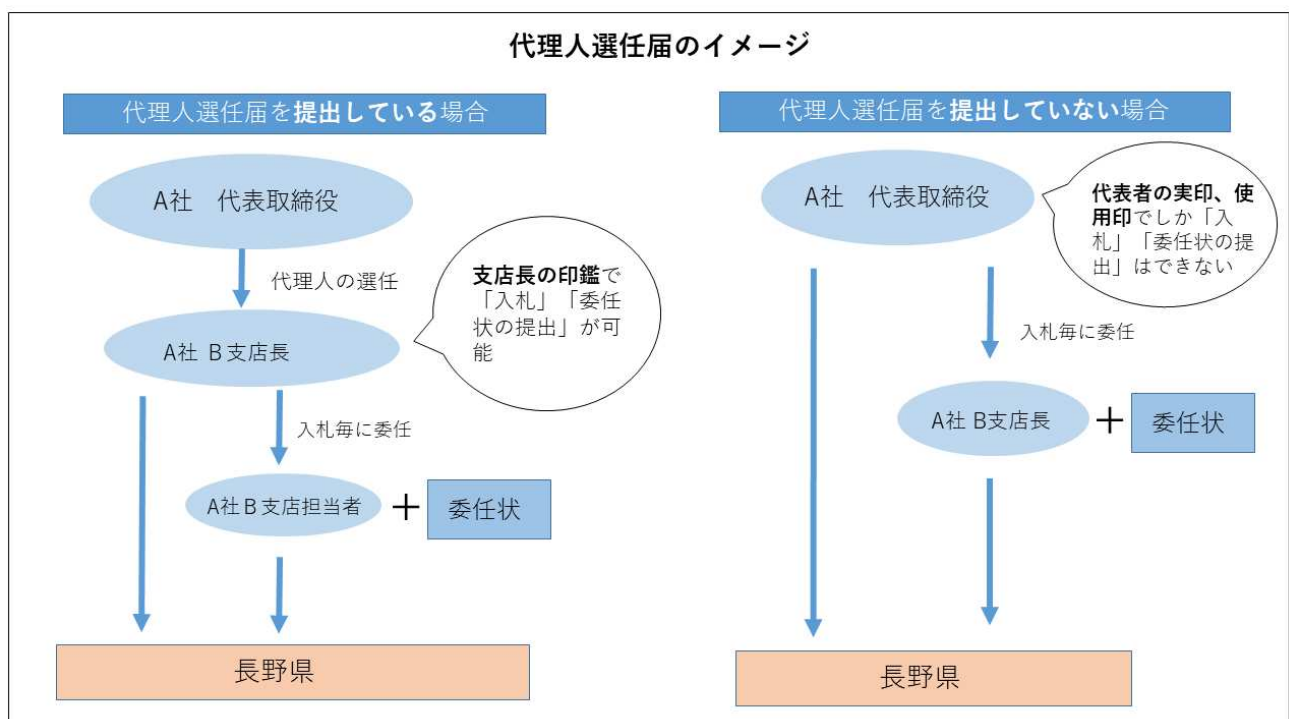 代理人選任届のイメージ
代理人選任届を提出している場合
A社　代表取締役
代理人の選任
支店長の印鑑で
「入札」「委任
状の提出」が可
能
A社 B支店長
入札毎に委任
A社B支店担当者
＋
委任状
長野県
代理人選任届を提出していない場合
A社　代表取締役
代表者の実印、使
用印でしか「入
札」「委任状の提
出」はできない
入札毎に委任
A社 B支店長
＋
委任状
長野県